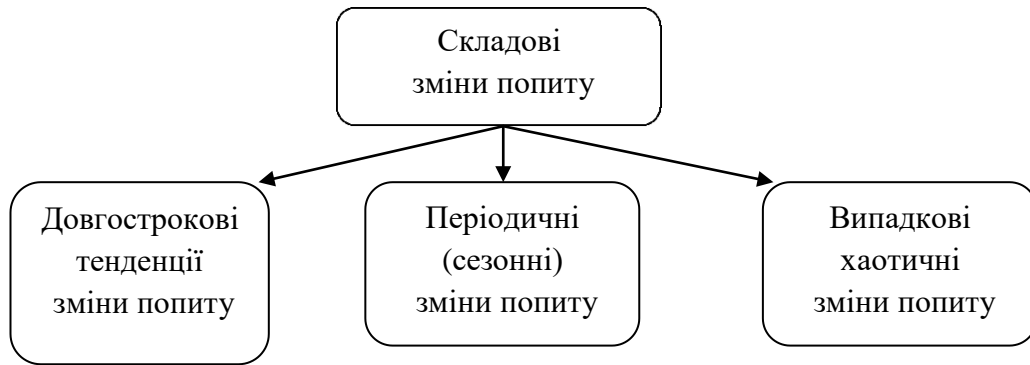 Складові
зміни попиту
Довгострокові
тенденції
зміни попиту
Періодичні
(сезонні)
зміни попиту
Випадкові
хаотичні
зміни попиту